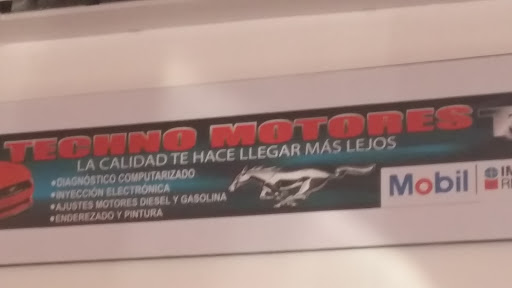 TECHNO MOTORES
LA CALIDAD TE HACE LLEGAR MÁS LEJOS
•DIAGNÓSTICO COMPUTARIZADO
•INYECCIÓN ELECTRÓNICA
•AJUSTES MOTORES DIESEL Y GASOLINA
•ENDEREZADO Y PINTURA
Mobil